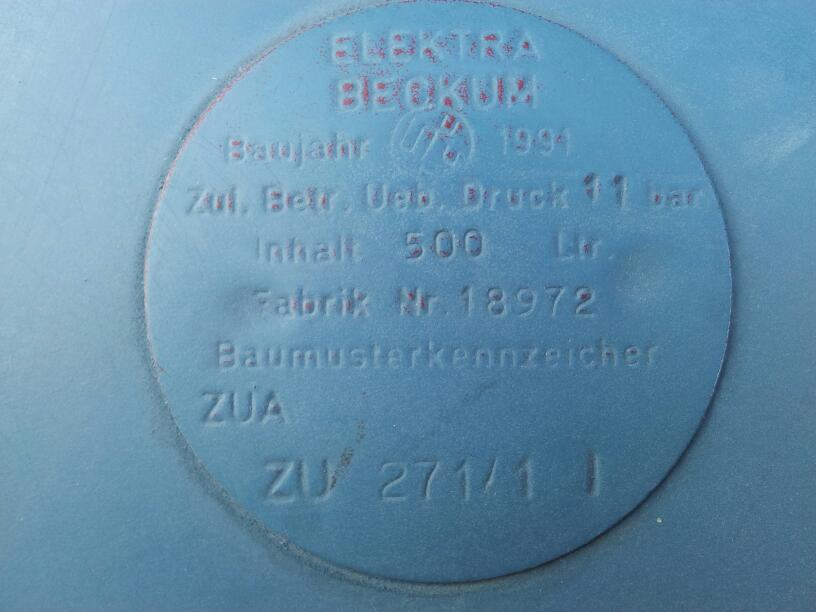 ELEKTRA
BECKUM
Baujahr 1991
Zul. Betr. Ueb. Druck 11 bar
Inhalt 500 Ltr.
Fabrik Nr. 18972
Baumusterkennzeichen
ZUA
ZU 271/1 I